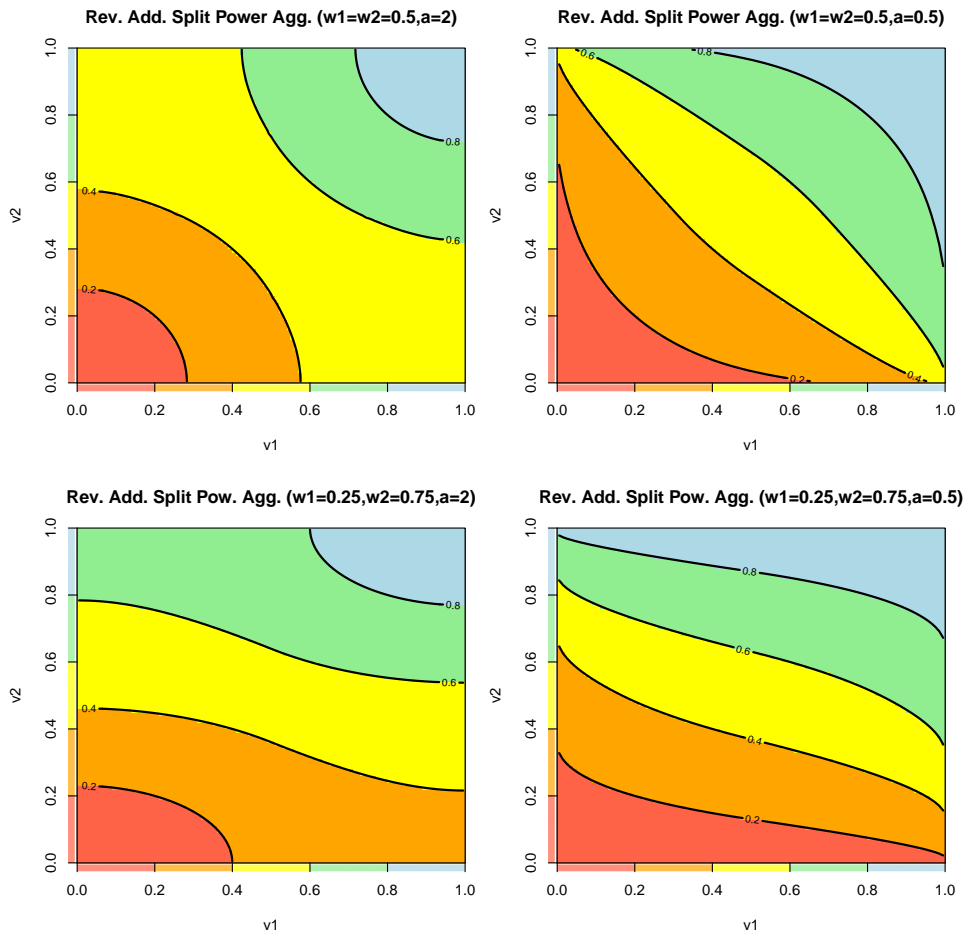 Rev. Add. Split Power Agg. (w1=w2=0.5,a=2)
1.0
0.8
0.6
0.4
0.2
0.0
v2
0.8
0.6
0.4
0.2
0.0 0.2 0.4 0.6 0.8 1.0
v1
Rev. Add. Split Power Agg. (w1=w2=0.5,a=0.5)
1.0
0.8
0.6
0.4
0.2
0.0
v2
0.6
0.8
0.2
0.4
0.0 0.2 0.4 0.6 0.8 1.0
v1
Rev. Add. Split Pow. Agg. (w1=0.25,w2=0.75,a=2)
1.0
0.8
0.6
0.4
0.2
0.0
v2
0.8
0.6
0.4
0.2
0.0 0.2 0.4 0.6 0.8 1.0
v1
Rev. Add. Split Pow. Agg. (w1=0.25,w2=0.75,a=0.5)
1.0
0.8
0.6
0.4
0.2
0.0
v2
0.8
0.6
0.4
0.2
0.0 0.2 0.4 0.6 0.8 1.0
v1